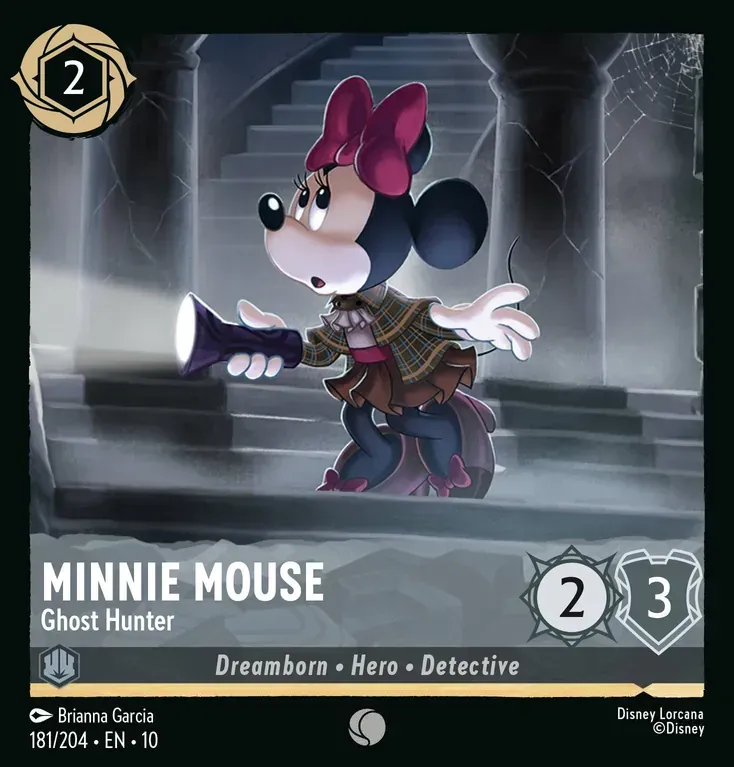 2
MINNIE MOUSE
Ghost Hunter
2 3
Dreamborn • Hero • Detective
Brianna Garcia
181/204 • EN • 10
Disney Lorcana
©Disney